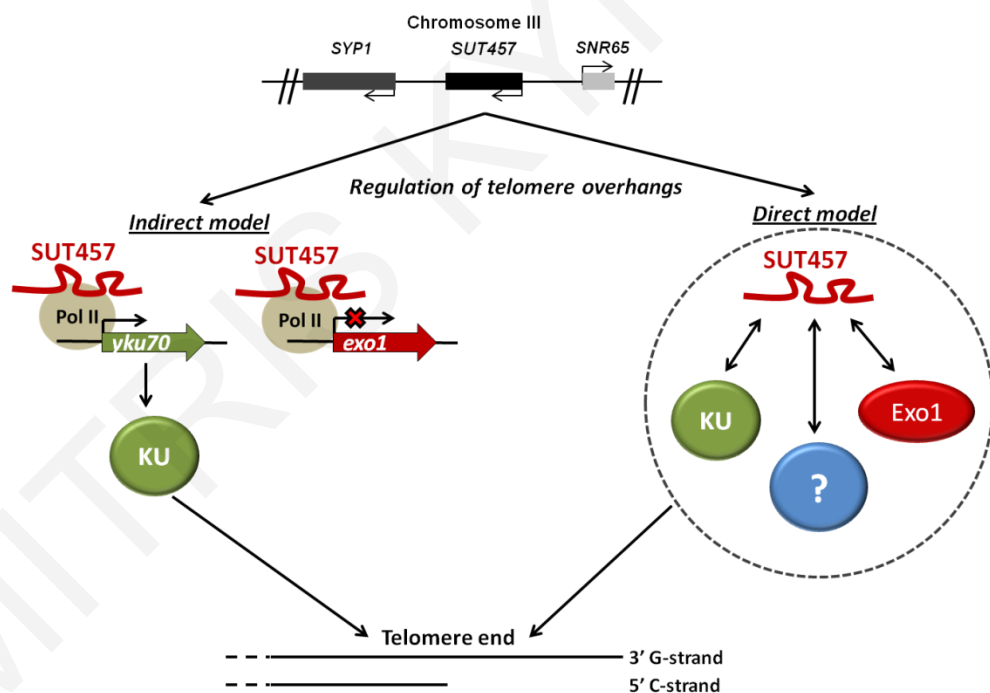 Chromosome III
SYP1 SUT457 SNR65
Regulation of telomere overhangs
Indirect model
SUT457 SUT457
Pol II Pol II
yku70 exo1
KU
Direct model
SUT457
KU Exo1
?
Telomere end
3’ G-strand
5’ C-strand